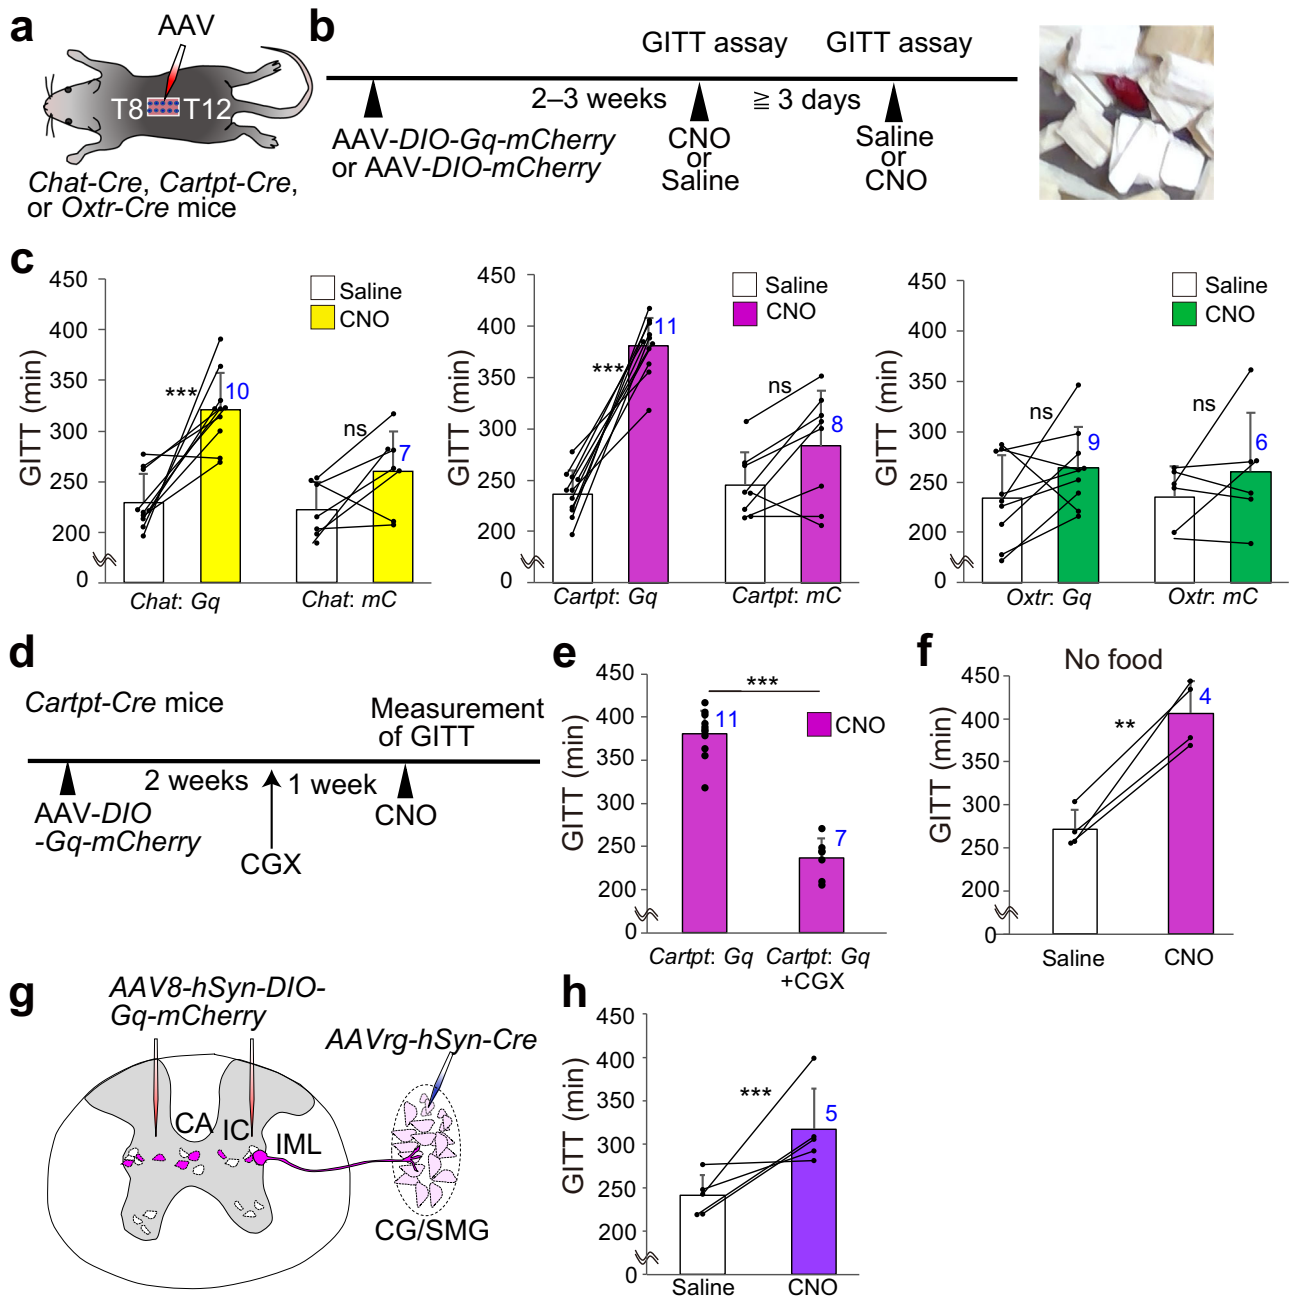 a
AAV
T8
T12
Chat-Cre, Cartpt-Cre,
or Oxtr-Cre mice
b
GITT assay
GITT assay
2–3 weeks
≧ 3 days
AAV-DIO-Gq-mCherry
or AAV-DIO-mCherry
CNO
or
Saline
Saline
or
CNO
c
450
400
350
300
250
200
0
GITT (min)
Saline
CNO
***
10
ns
7
Chat: Gq
Chat: mC
450
400
350
300
250
200
0
GITT (min)
Saline
CNO
***
11
ns
8
Cartpt: Gq
Cartpt: mC
450
400
350
300
250
200
0
GITT (min)
Saline
CNO
ns
9
ns
6
Oxtr: Gq
Oxtr: mC
d
Cartpt-Cre mice
Measurement
of GITT
2 weeks
1 week
AAV-DIO
-Gq-mCherry
CGX
CNO
e
450
400
350
300
250
200
0
GITT (min)
***
11
CNO
7
Cartpt: Gq
Cartpt: Gq
+CGX
f
No food
450
400
350
300
250
200
0
GITT (min)
**
4
Saline
CNO
g
AAV8-hSyn-DIO-
Gq-mCherry
AAVrg-hSyn-Cre
CA
IC
IML
CG/SMG
h
450
400
350
300
250
200
0
GITT (min)
***
5
Saline
CNO